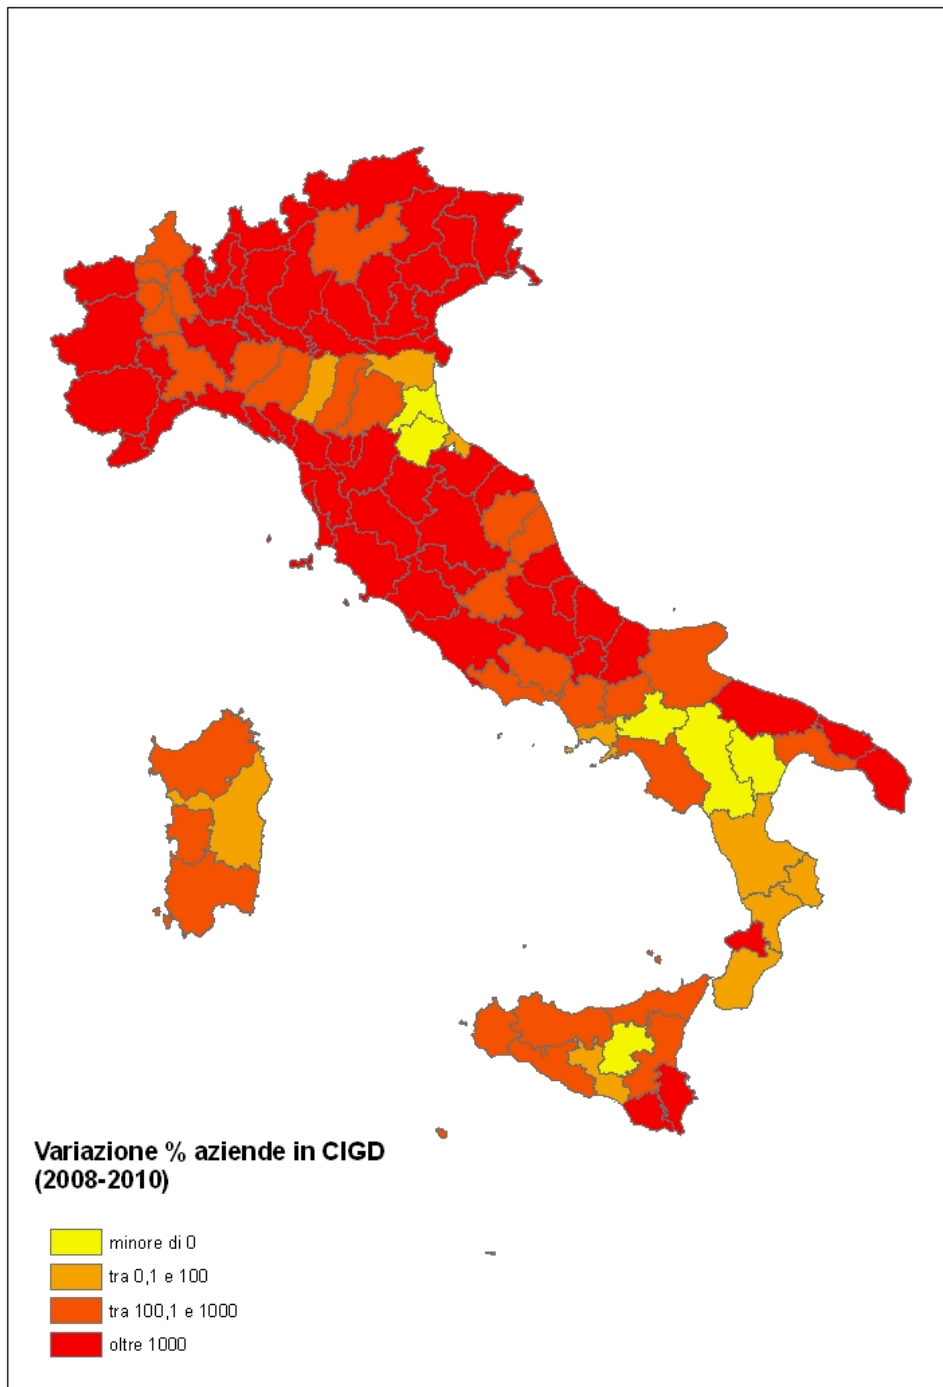 Variazione % aziende in CIGD
(2008-2010)
minore di 0
tra 0,1 e 100
tra 100,1 e 1000
oltre 1000